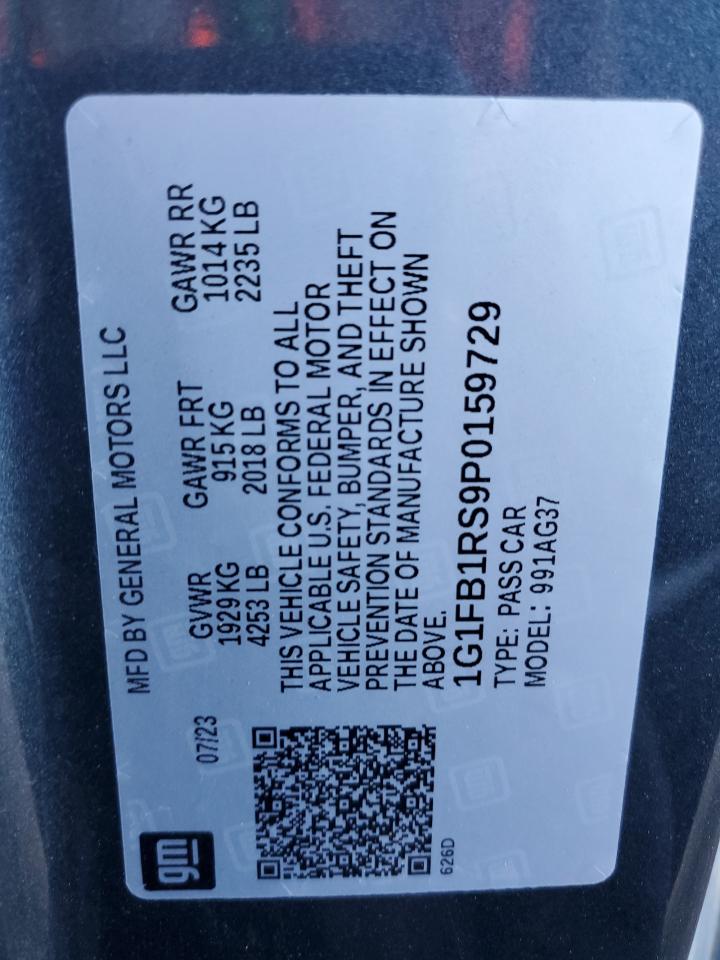 gm
07/23
MFD BY GENERAL MOTORS LLC
GVWR GAWR FRT GAWR RR
1929 KG 915 KG 1014 KG
4253 LB 2018 LB 2235 LB
THIS VEHICLE CONFORMS TO ALL
APPLICABLE U.S. FEDERAL MOTOR
VEHICLE SAFETY, BUMPER, AND THEFT
PREVENTION STANDARDS IN EFFECT ON
THE DATE OF MANUFACTURE SHOWN
ABOVE.
1G1FB1RS9P0159729
TYPE: PASS CAR
MODEL: 991AG37
626D